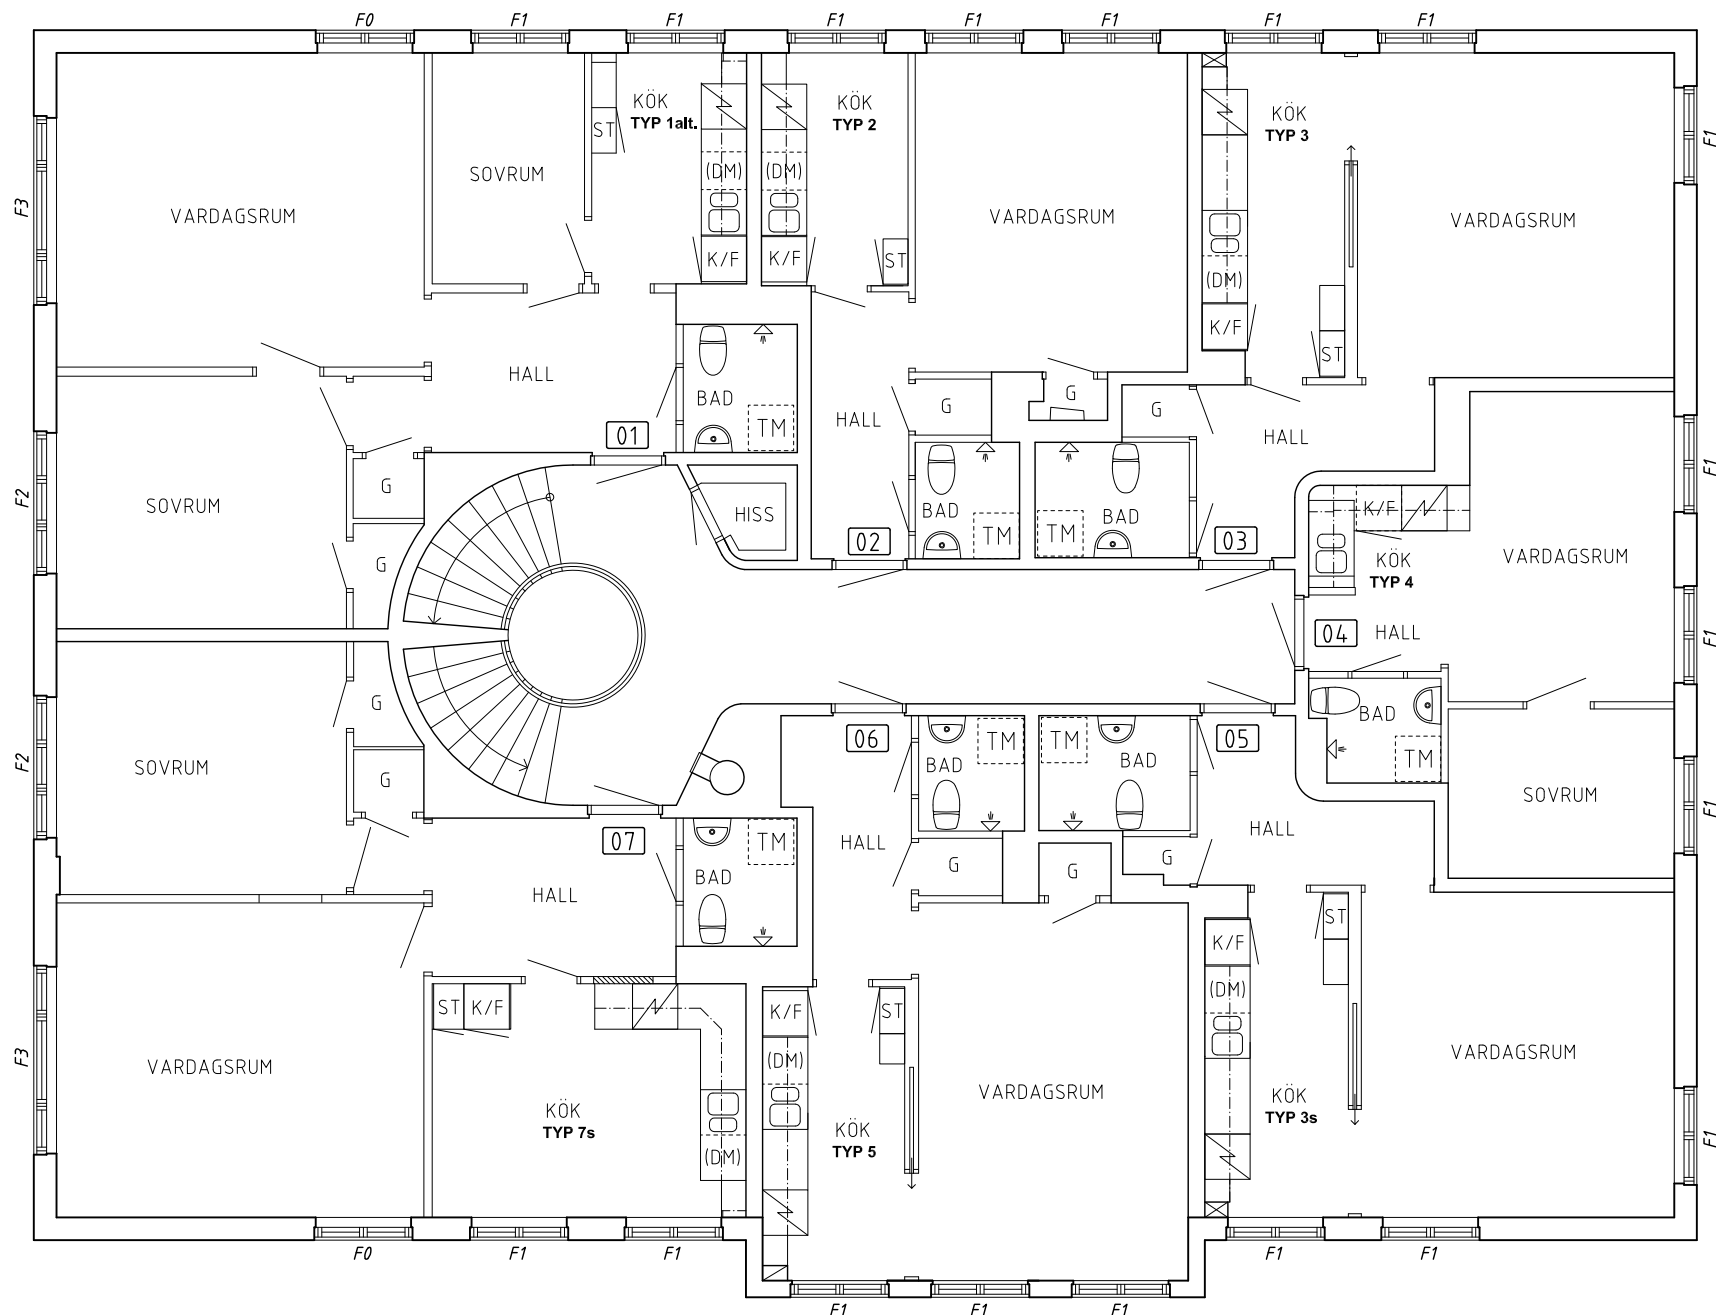 F0
F1
F1
F1
F1
F1
F1
F1
KÖK
TYP 1alt.
KÖK
TYP 2
KÖK
TYP 3
ST
(DM)
(DM)
SOVRUM
F1
F3
VARDAGSRUM
VARDAGSRUM
VARDAGSRUM
K/F
K/F
ST
(DM)
K/F
ST
HALL
BAD
TM
G
G
G
HALL
HALL
01
F1
F2
SOVRUM
G
HISS
BAD
TM
TM
BAD
K/F
02
03
G
KÖK
TYP 4
VARDAGSRUM
04
HALL
F1
G
BAD
TM
06
TM
TM
05
BAD
BAD
F2
SOVRUM
G
SOVRUM
F1
07
TM
HALL
HALL
BAD
G
G
G
HALL
ST
K/F
ST
K/F
K/F
ST
(DM)
(DM)
F3
VARDAGSRUM
VARDAGSRUM
VARDAGSRUM
KÖK
TYP 7s
(DM)
KÖK
TYP 5
KÖK
TYP 3s
F1
F0
F1
F1
F1
F1
F1
F1
F1